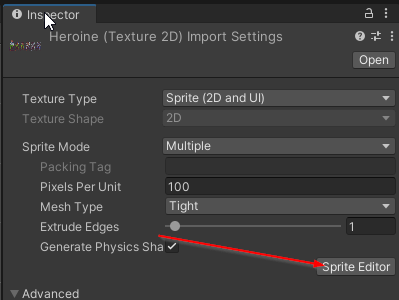 Inspector
Heroine (Texture 2D) Import Settings
Open
Texture Type Sprite (2D and UI)
Texture Shape 2D
Sprite Mode Multiple
Packing Tag
Pixels Per Unit 100
Mesh Type Tight
Extrude Edges 1
Generate Physics Sha
Sprite Editor
Advanced